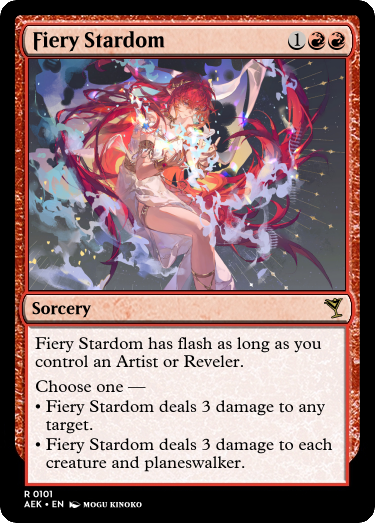 Fiery Stardom 1
Sorcery
Fiery Stardom has flash as long as you
control an Artist or Reveler.
Choose one —
• Fiery Stardom deals 3 damage to any
target.
• Fiery Stardom deals 3 damage to each
creature and planeswalker.
R 0101
AEK • EN MOGU KINOKO